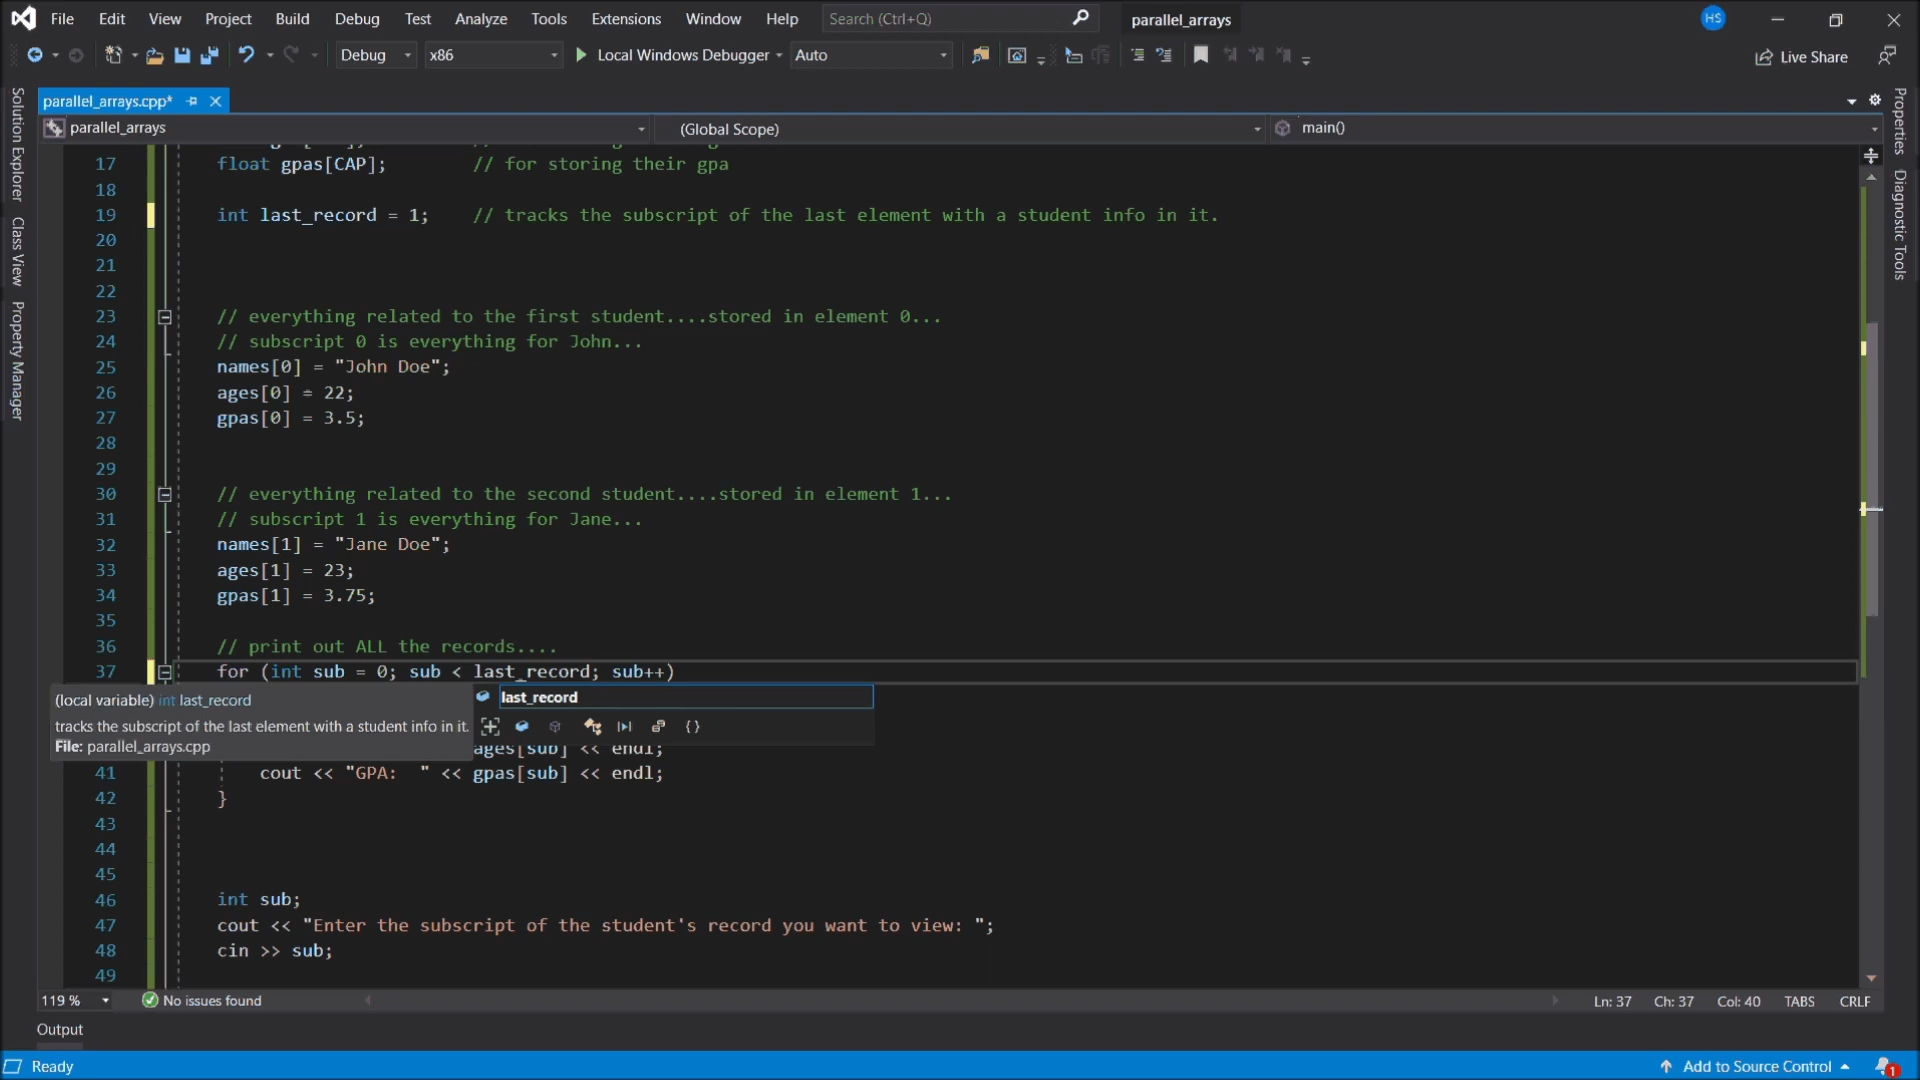 File Edit View Project Build Debug Test Analyze Tools Extensions Window Help Search (Ctrl+Q) parallel_arrays HS
Debug x86 Local Windows Debugger Auto Live Share
parallel_arrays.cpp*
parallel_arrays (Global Scope) main()
Solution Explorer
Class View
Property Manager
Properties
Diagnostic Tools
17 float gpas[CAP]; // for storing their gpa
18
19 int last_record = 1; // tracks the subscript of the last element with a student info in it.
20
21
22
23 // everything related to the first student....stored in element 0...
24 // subscript 0 is everything for John...
25 names[0] = "John Doe";
26 ages[0] = 22;
27 gpas[0] = 3.5;
28
29
30 // everything related to the second student....stored in element 1...
31 // subscript 1 is everything for Jane...
32 names[1] = "Jane Doe";
33 ages[1] = 23;
34 gpas[1] = 3.75;
35
36 // print out ALL the records....
37 for (int sub = 0; sub < last_record; sub++)
(local variable) int last_record
tracks the subscript of the last element with a student info in it.
File: parallel_arrays.cpp
last_record
ages[sub] << endl;
41 cout << "GPA: " << gpas[sub] << endl;
42 }
43
44
45
46 int sub;
47 cout << "Enter the subscript of the student's record you want to view: ";
48 cin >> sub;
49
119 % No issues found Ln: 37 Ch: 37 Col: 40 TABS CRLF
Output
Ready Add to Source Control 1